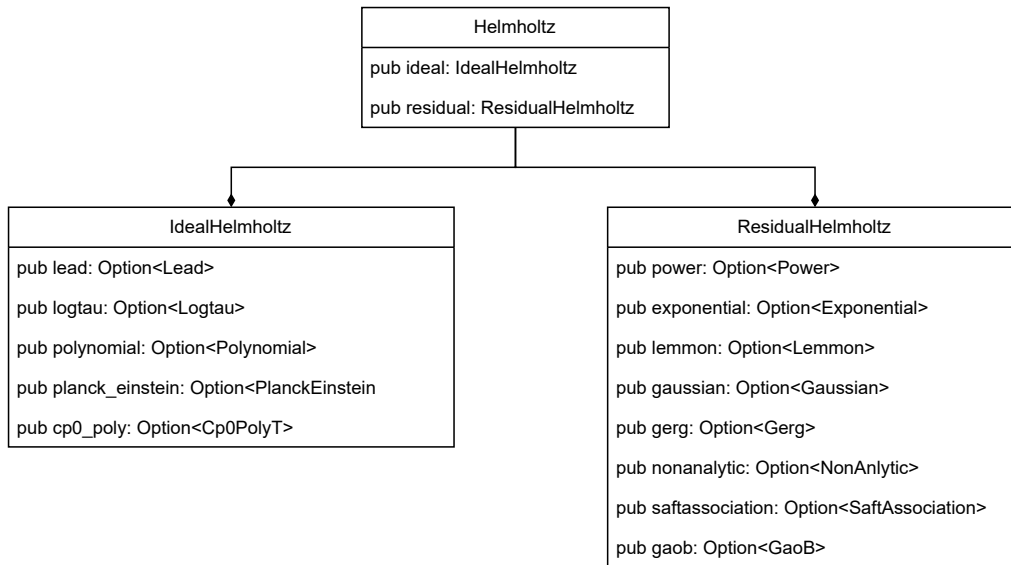 Helmholtz
pub ideal: IdealHelmholtz
pub residual: ResidualHelmholtz
IdealHelmholtz
pub lead: Option<Lead>
pub logtau: Option<Logtau>
pub polynomial: Option<Polynomial>
pub planck_einstein: Option<PlanckEinstein
pub cp0_poly: Option<Cp0PolyT>
ResidualHelmholtz
pub power: Option<Power>
pub exponential: Option<Exponential>
pub lemmon: Option<Lemmon>
pub gaussian: Option<Gaussian>
pub gerg: Option<Gerg>
pub nonanalytic: Option<NonAnlytic>
pub saftassociation: Option<SaftAssociation>
pub gaob: Option<GaoB>